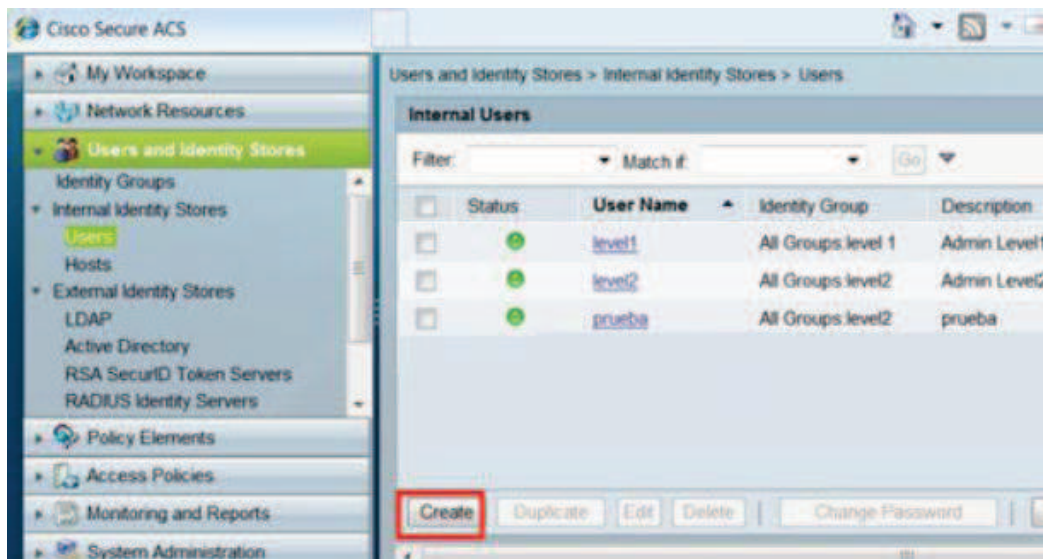 Cisco Secure ACS
My Workspace
Network Resources
Users and Identity Stores
Identity Groups
Internal Identity Stores
Users
Hosts
External Identity Stores
LDAP
Active Directory
RSA SecurID Token Servers
RADIUS Identity Servers
Policy Elements
Access Policies
Monitoring and Reports
System Administration
Users and Identity Stores > Internal Identity Stores > Users
Internal Users
Filter: Match if: Go
Status User Name Identity Group Description
level1 All Groups:level 1 Admin Level1
level2 All Groups:level2 Admin Level2
prueba All Groups:level2 prueba
Create Duplicate Edit Delete | Change Password |